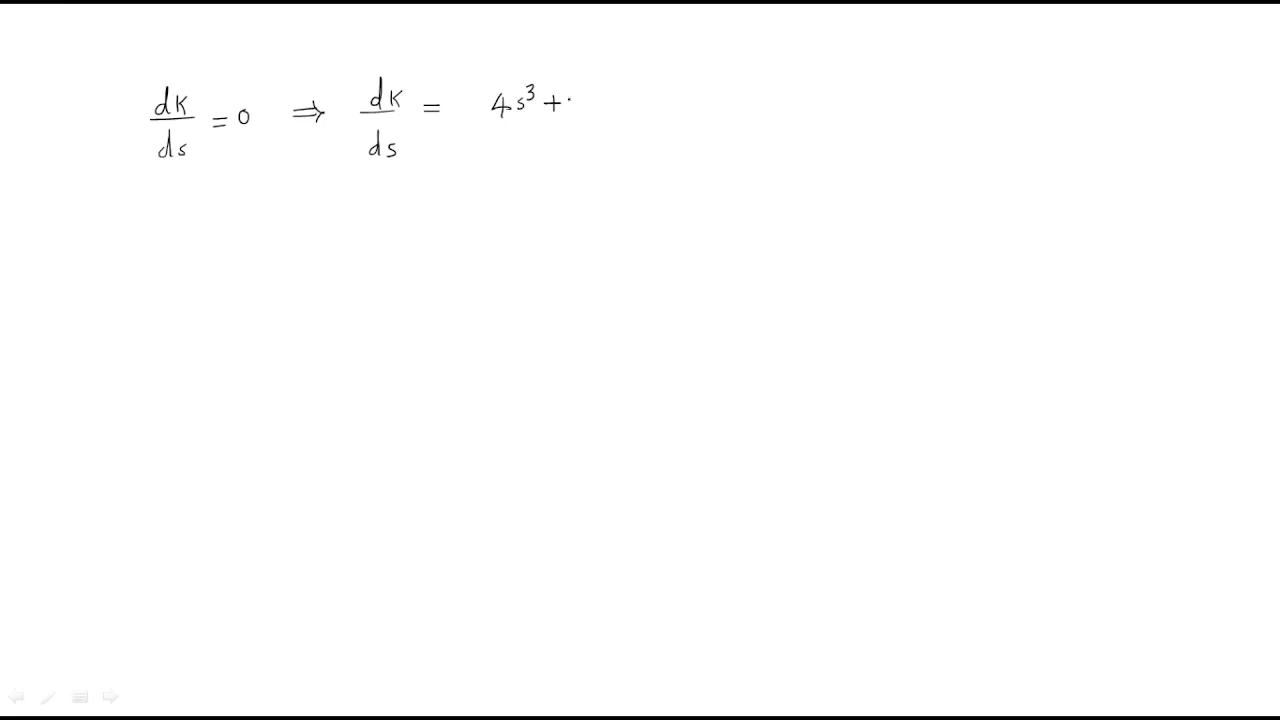 dK/ds = 0 ⇒ dK/ds = 4s³ + ·